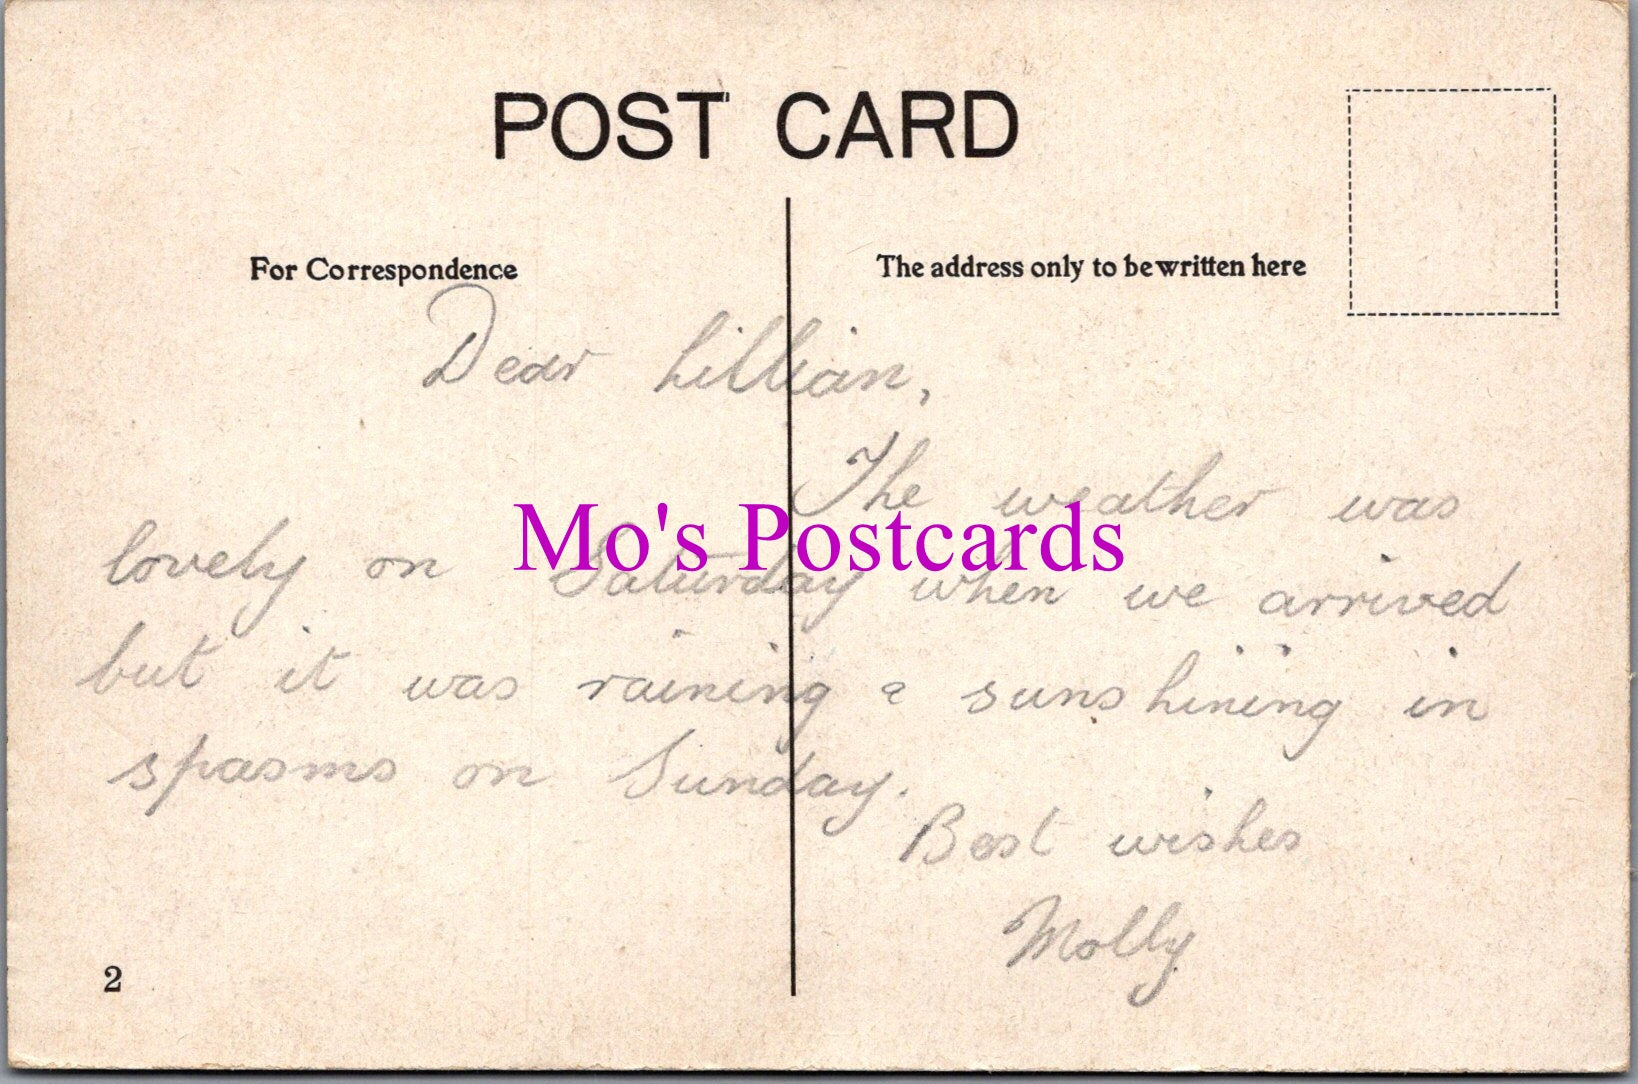 POST CARD
For Correspondence
The address only to be written here
Dear Lillian,
The weather was
Mo's Postcards
lovely on Saturday when we arrived
but it was raining & sunshining in
spasms on Sunday.
Best wishes
Molly
2